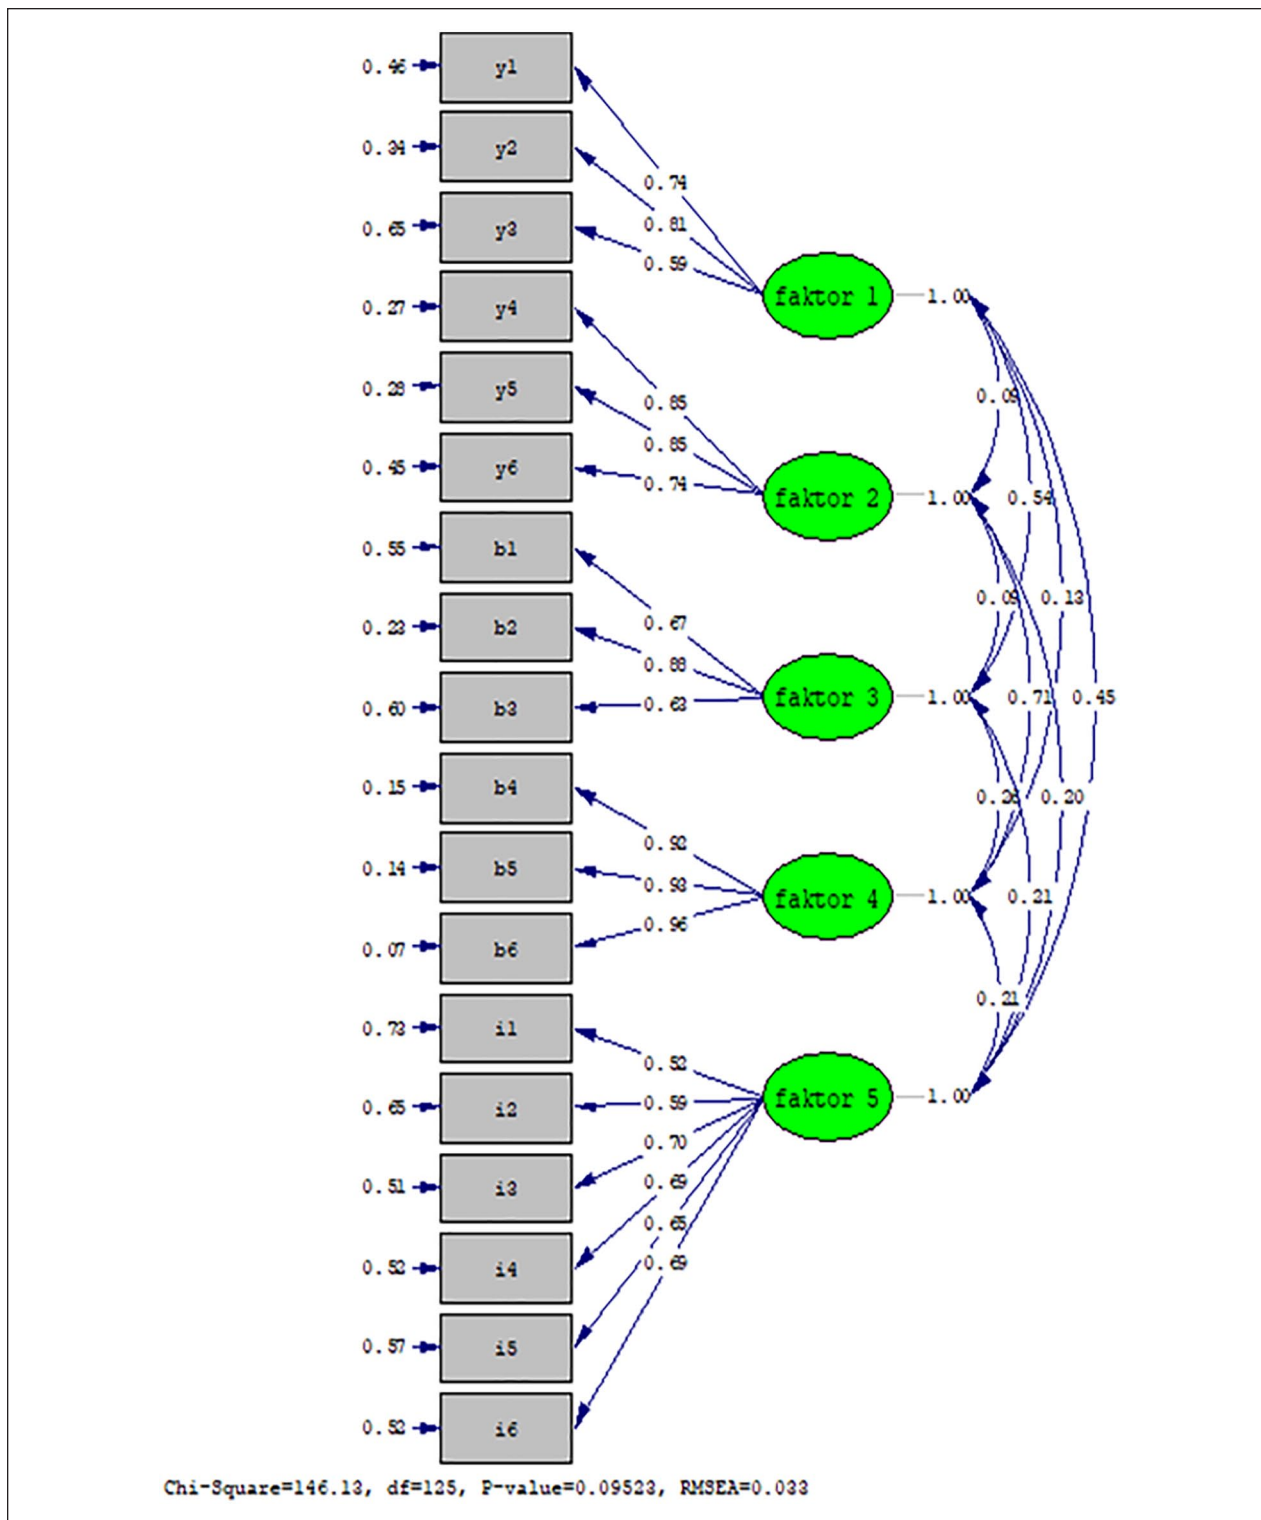 0.46 y1
0.34 y2
0.74
0.65 y3
0.81
0.59
0.27 y4
faktor 1 1.00
0.28 y5
0.85
0.09
0.45 y6
0.85
0.74
faktor 2 1.00 0.54
0.55 b1
0.23 b2
0.67
0.09 0.13
0.60 b3
0.88
0.63
faktor 3 1.00 0.71 0.45
0.15 b4
0.26 0.20
0.14 b5
0.92
0.93
faktor 4 1.00 0.21
0.07 b6
0.96
0.73 i1
0.21
0.65 i2
0.52
0.59
faktor 5 1.00
0.51 i3
0.70
0.69
0.52 i4
0.65
0.69
0.57 i5
0.52 i6
Chi-Square=146.13, df=125, P-value=0.09523, RMSEA=0.033